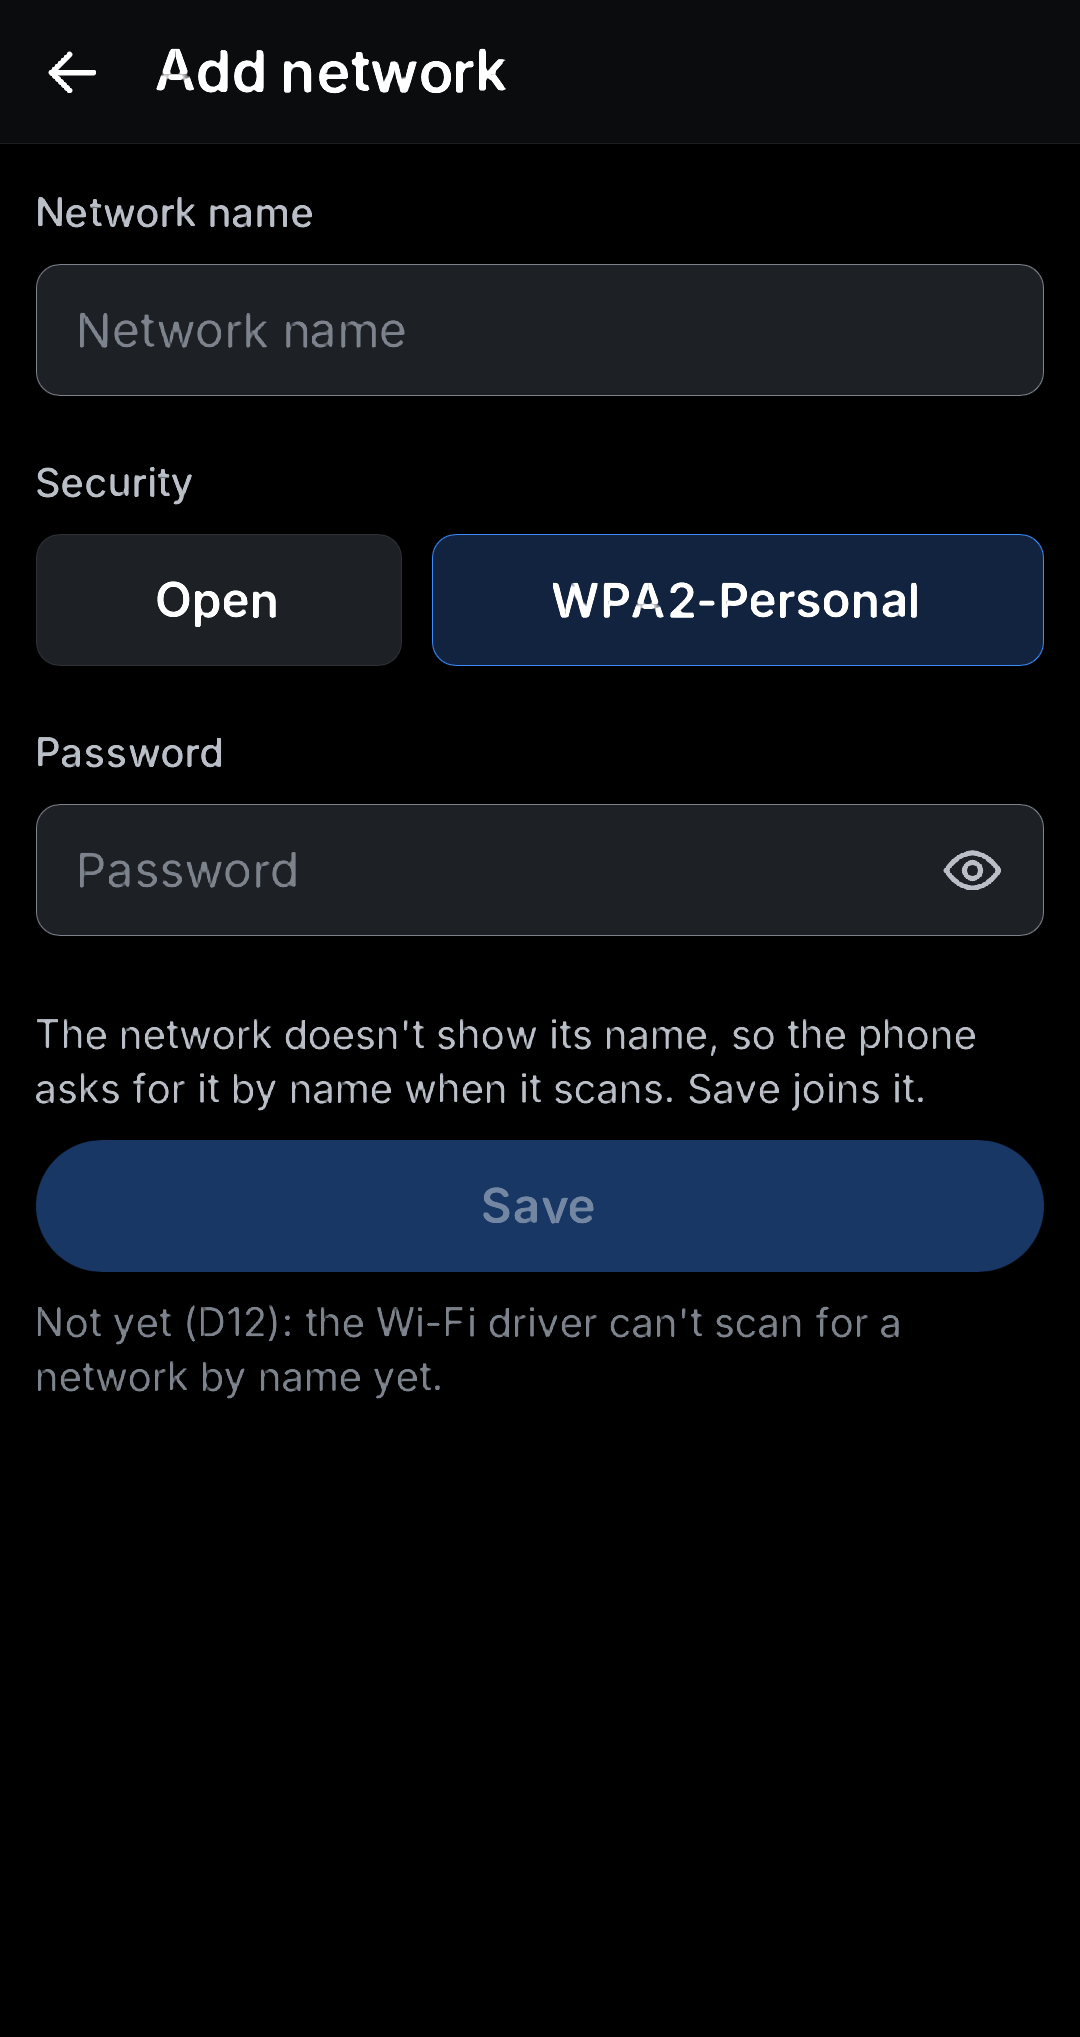 Add network
Network name
Network name
Security
Open
WPA2-Personal
Password
Password
The network doesn't show its name, so the phone
asks for it by name when it scans. Save joins it.
Save
Not yet (D12): the Wi-Fi driver can't scan for a
network by name yet.